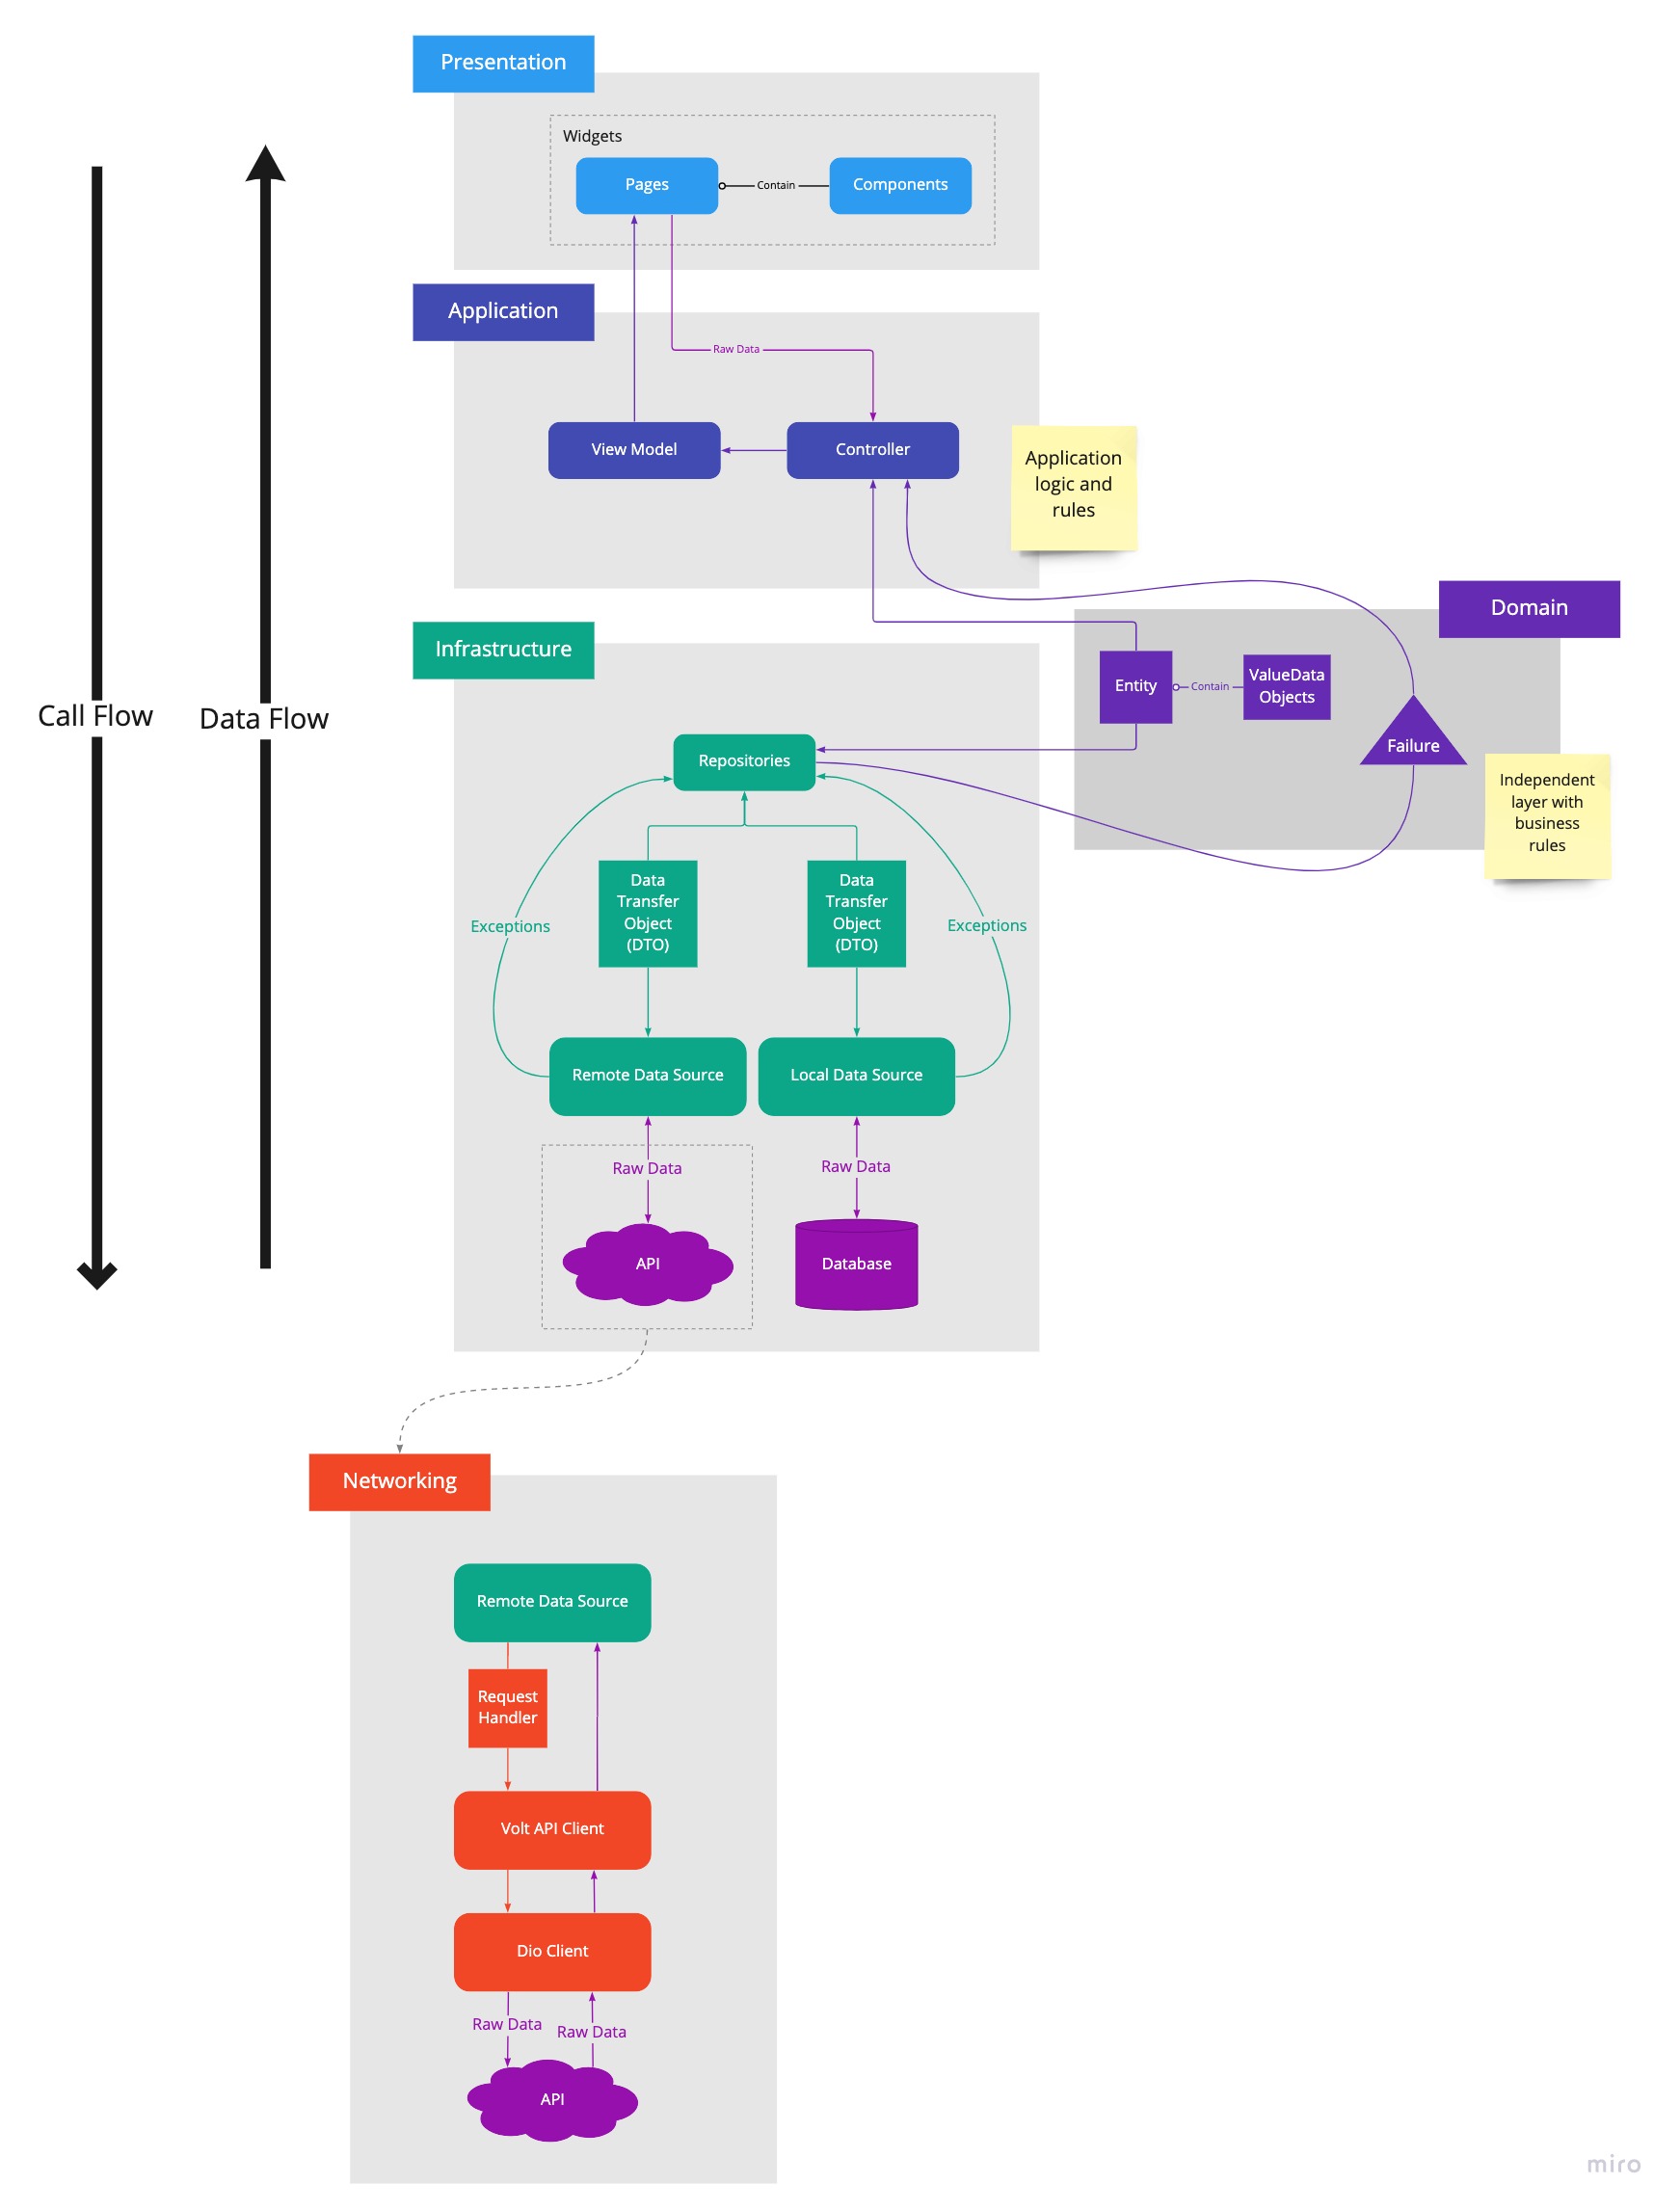 Presentation
Widgets
Pages
Contain
Components
Application
Raw Data
View Model
Controller
Application
logic and
rules
Domain
Infrastructure
Entity
Contain
ValueData
Objects
Failure
Independent
layer with
business
rules
Call Flow
Data Flow
Repositories
Data
Transfer
Object
(DTO)
Data
Transfer
Object
(DTO)
Exceptions
Exceptions
Remote Data Source
Local Data Source
Raw Data
Raw Data
API
Database
Networking
Remote Data Source
Request
Handler
Volt API Client
Dio Client
Raw Data
Raw Data
API
miro